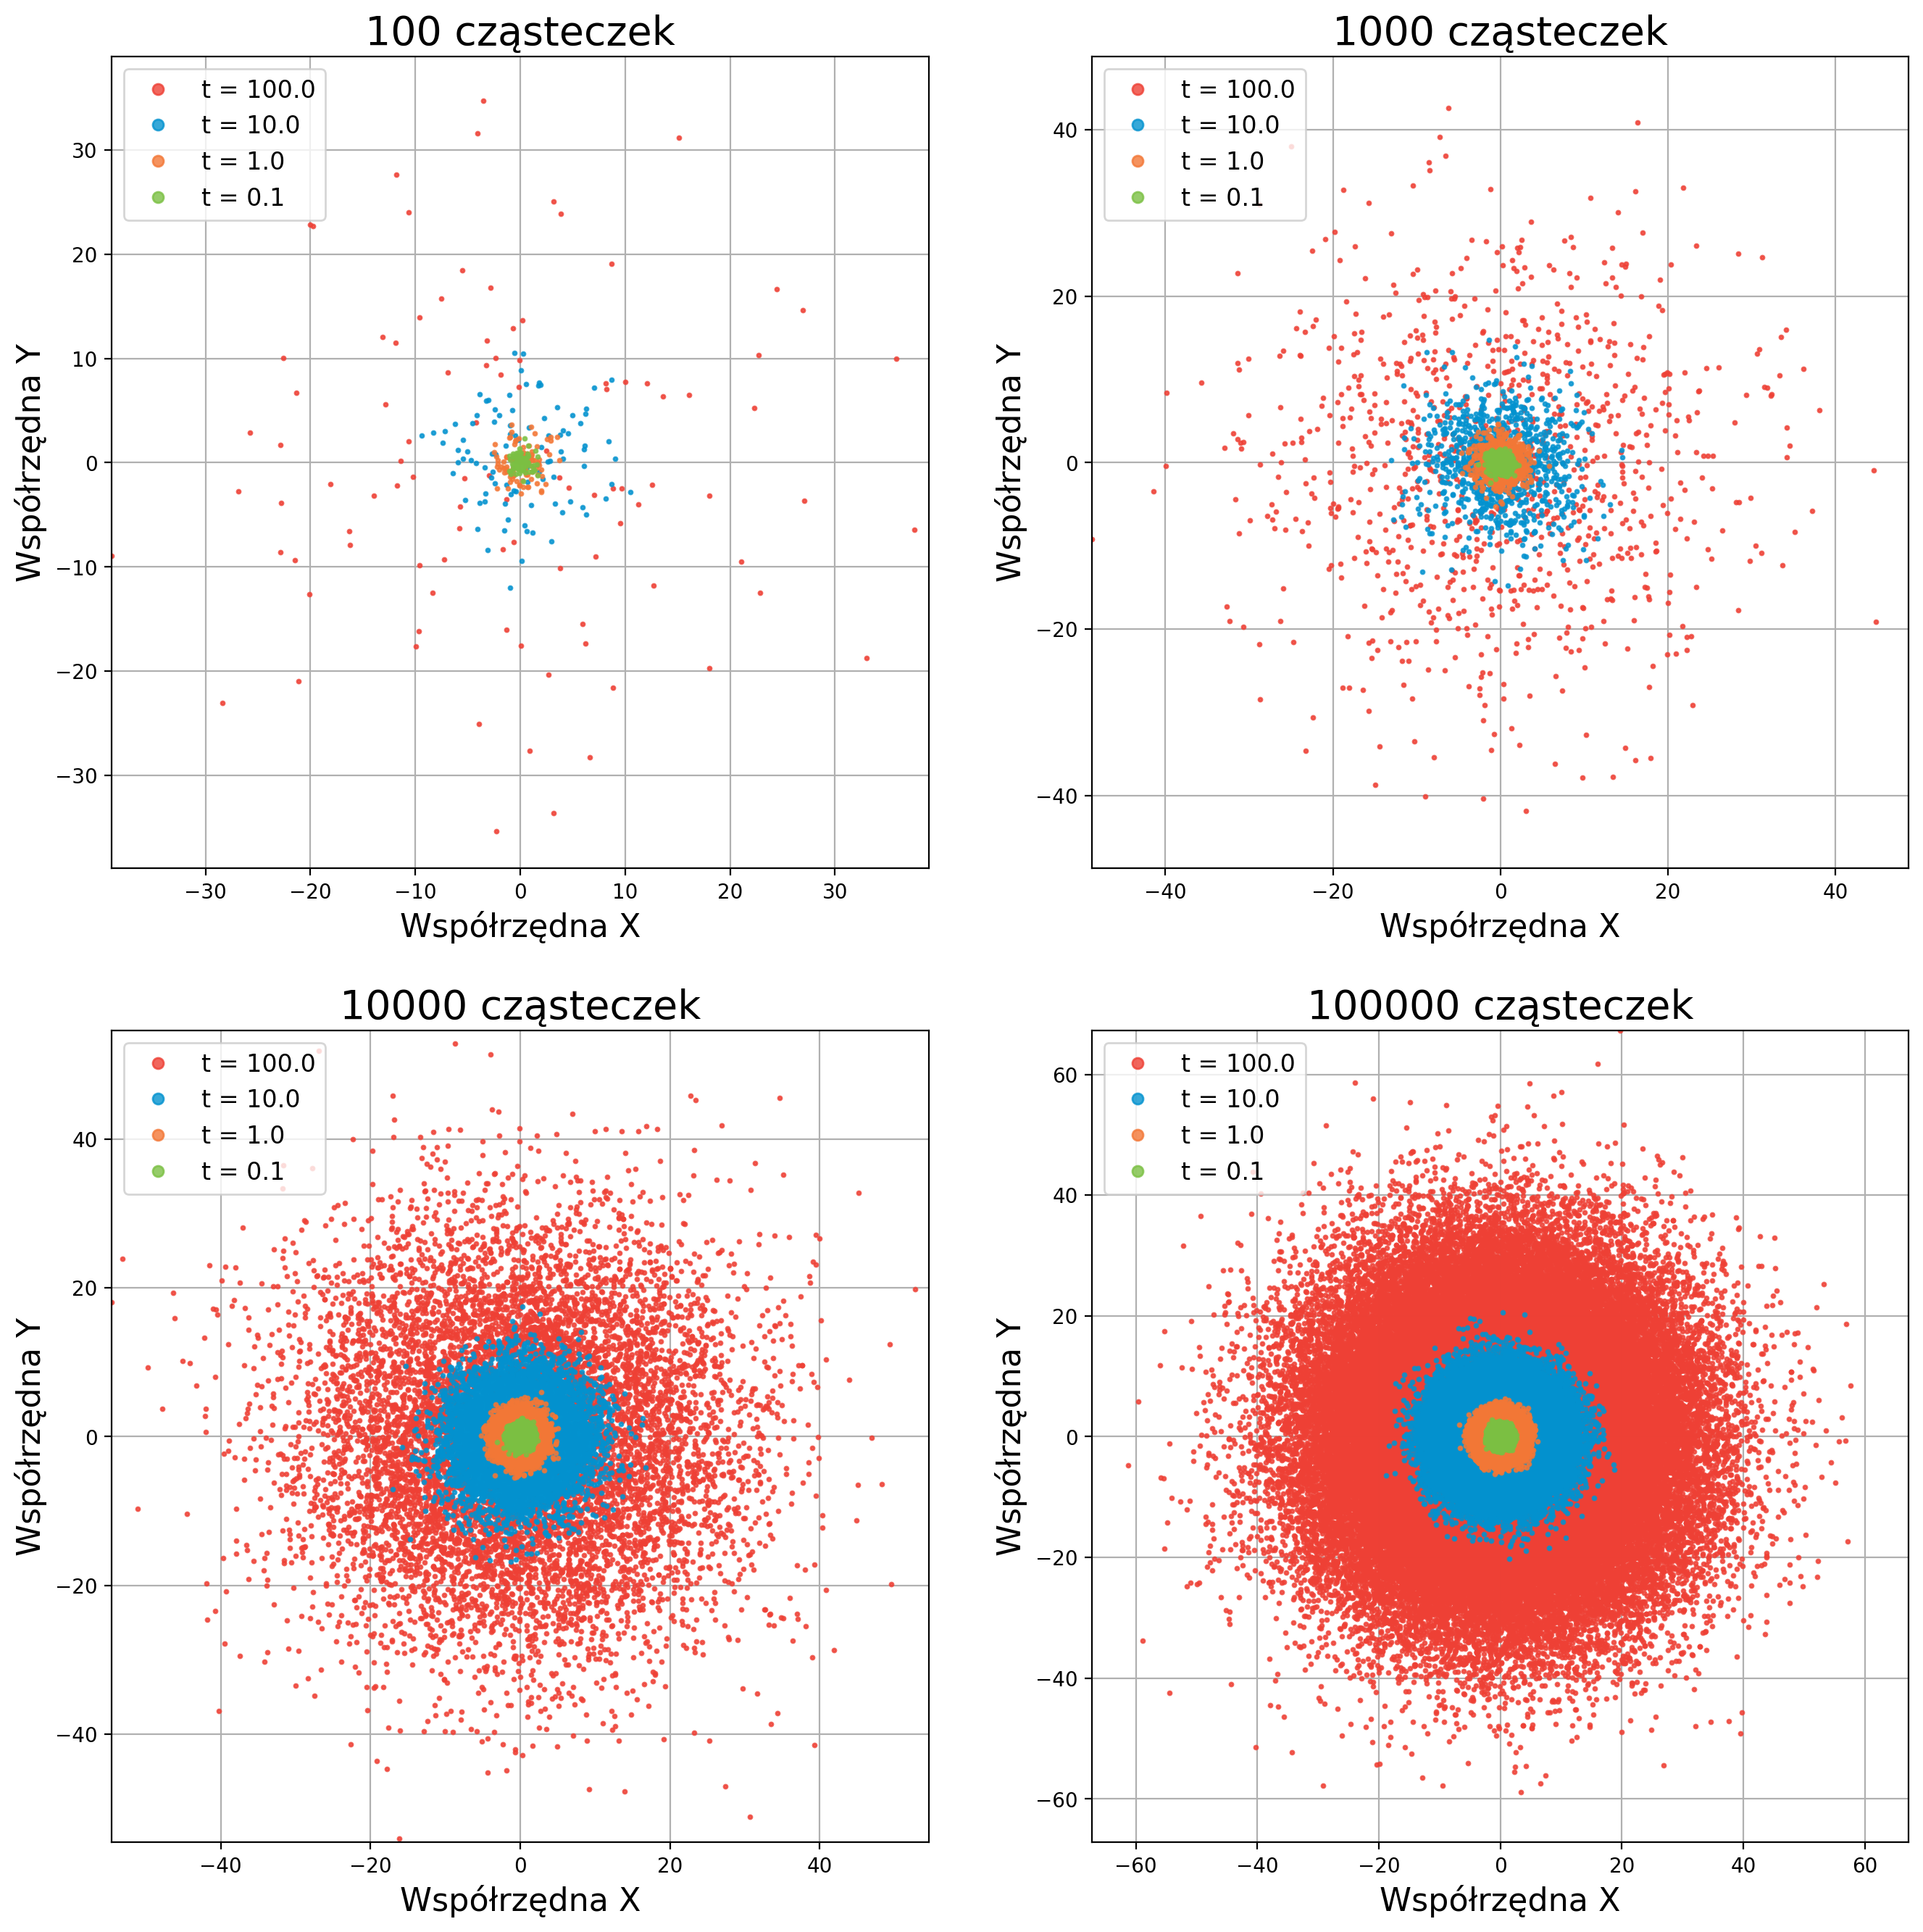 100 cząsteczek
t = 100.0
t = 10.0
t = 1.0
t = 0.1
30
20
10
0
−10
−20
−30
Współrzędna Y
−30 −20 −10 0 10 20 30
Współrzędna X
1000 cząsteczek
t = 100.0
t = 10.0
t = 1.0
t = 0.1
40
20
0
−20
−40
Współrzędna Y
−40 −20 0 20 40
Współrzędna X
10000 cząsteczek
t = 100.0
t = 10.0
t = 1.0
t = 0.1
40
20
0
−20
−40
Współrzędna Y
−40 −20 0 20 40
Współrzędna X
100000 cząsteczek
t = 100.0
t = 10.0
t = 1.0
t = 0.1
60
40
20
0
−20
−40
−60
Współrzędna Y
−60 −40 −20 0 20 40 60
Współrzędna X